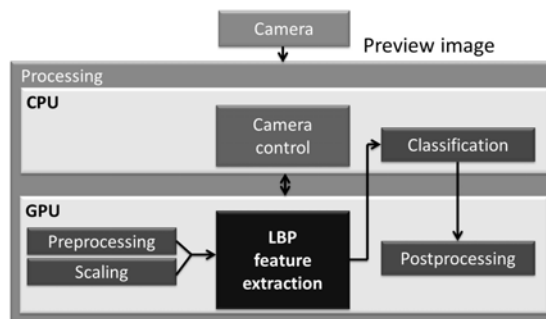 Camera
Preview image
Processing
CPU
Camera
control
Classification
GPU
Preprocessing
Scaling
LBP
feature
extraction
Postprocessing